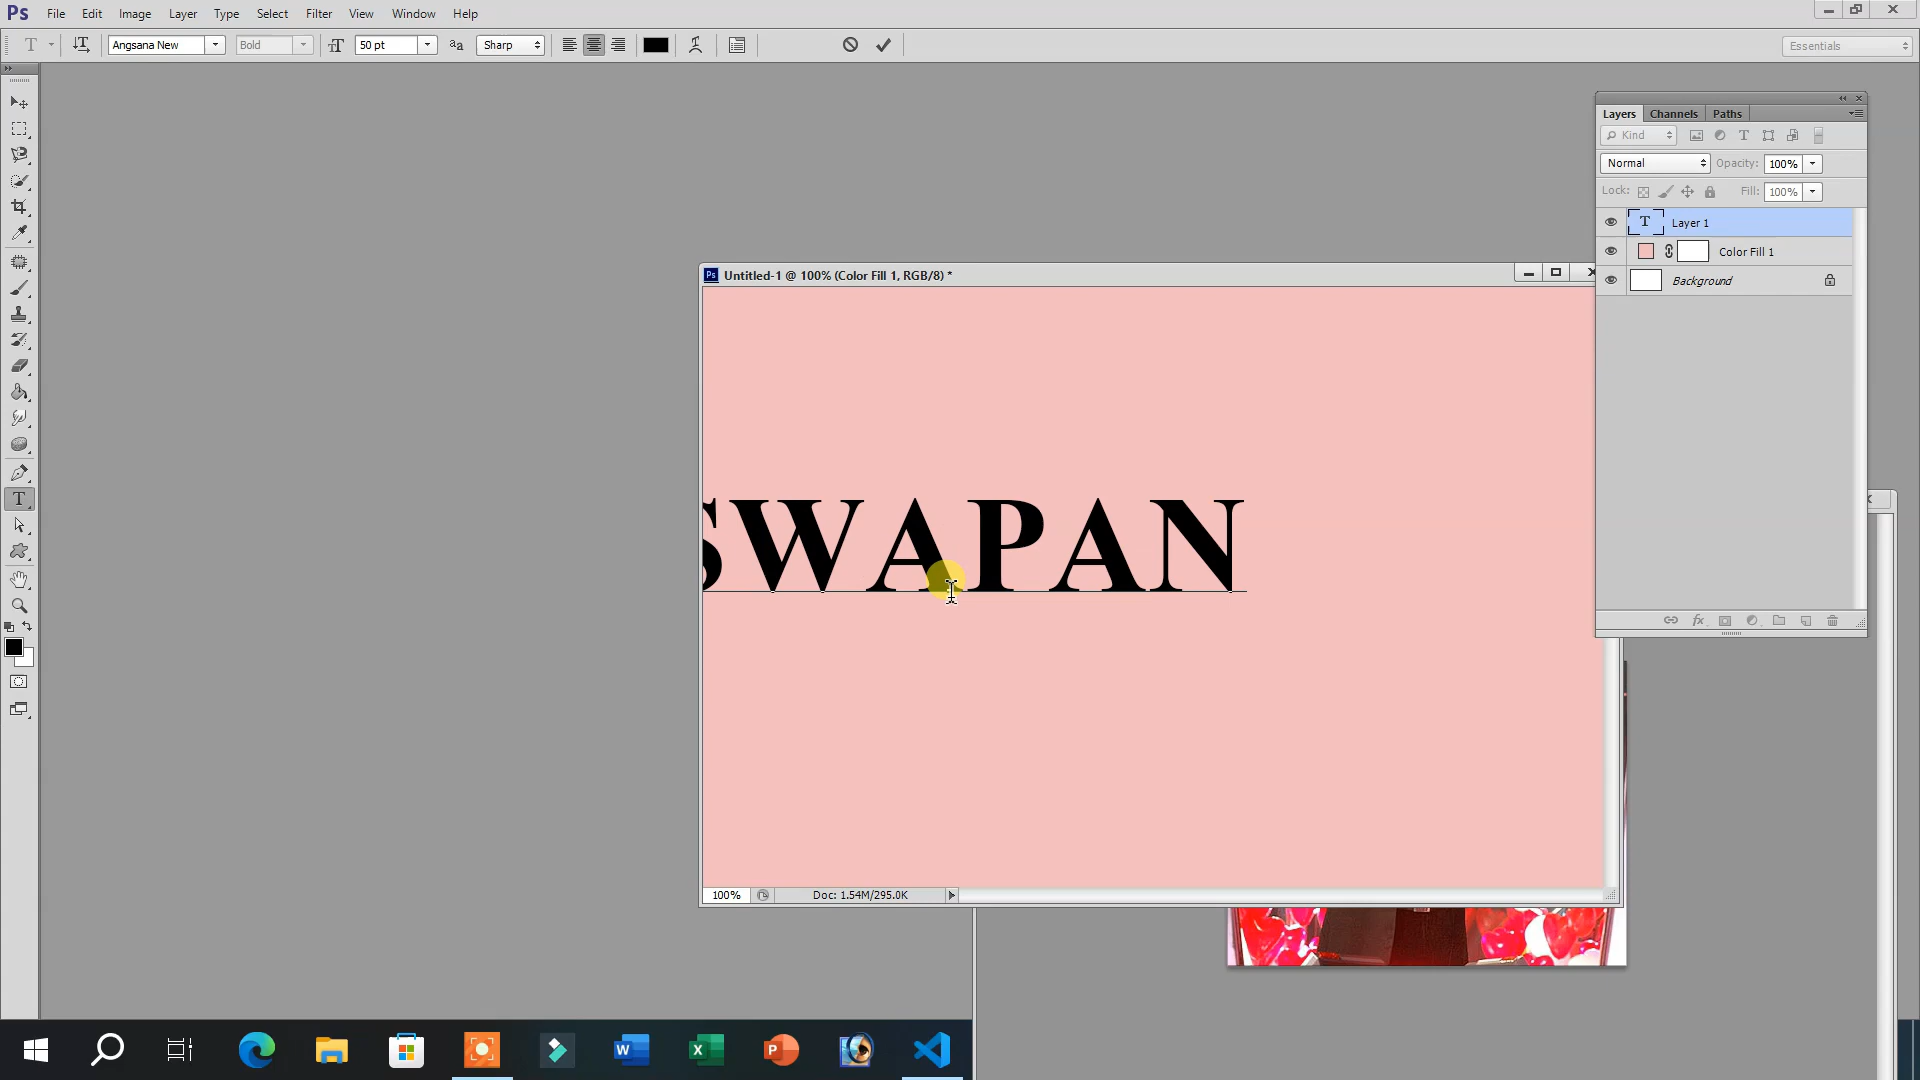 Ps File Edit Image Layer Type Select Filter View Window Help
T Angsana New Bold 50 pt aa Sharp Essentials
Layers Channels Paths
Kind
Normal Opacity: 100%
Lock: Fill: 100%
T Layer 1
Color Fill 1
Background
Ps Untitled-1 @ 100% (Color Fill 1, RGB/8) *
SWAPAN
100% Doc: 1.54M/295.0K